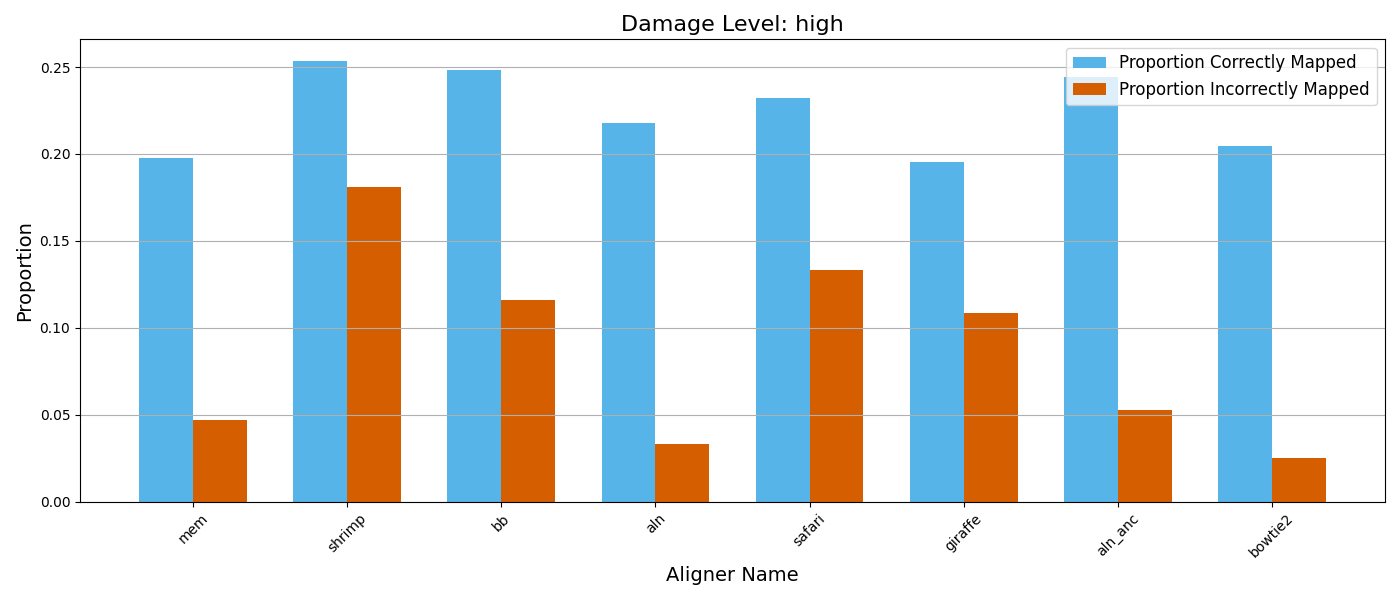 Damage Level: high
Proportion Correctly Mapped
Proportion Incorrectly Mapped
0.25
0.20
0.15
0.10
0.05
0.00
Proportion
mem
shrimp
bb
aln
safari
giraffe
aln_anc
bowtie2
Aligner Name